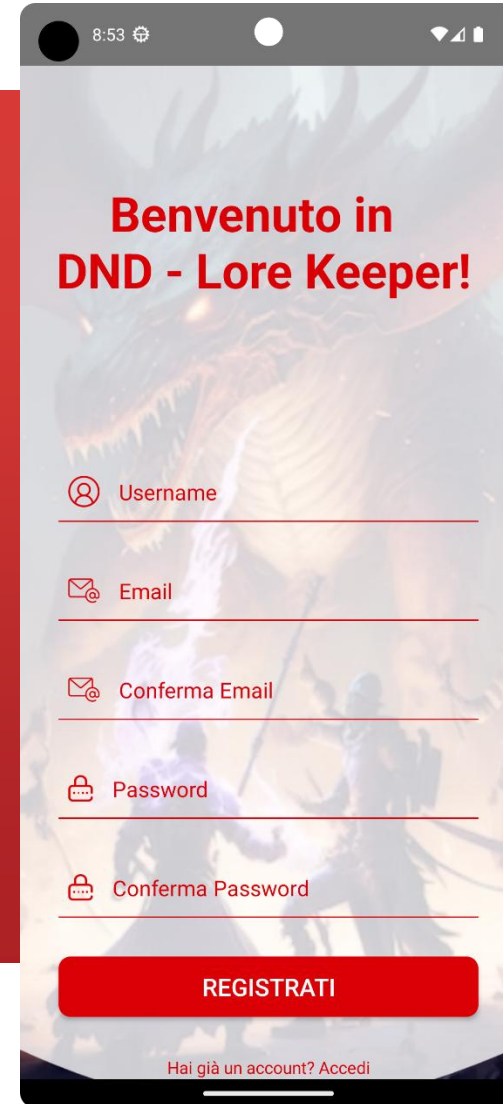 8:53
Benvenuto in
DND - Lore Keeper!
Username
Email
Conferma Email
Password
Conferma Password
REGISTRATI
Hai già un account? Accedi